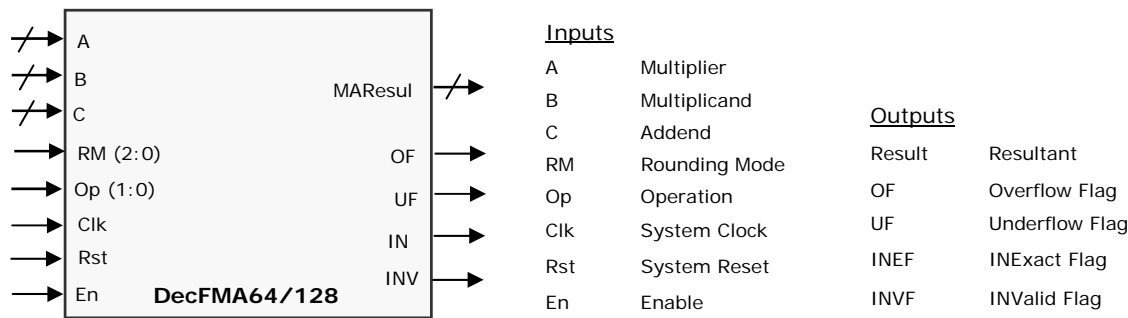 A
B
C
RM (2:0)
Op (1:0)
Clk
Rst
En
MAResul
OF
UF
IN
INV
DecFMA64/128
Inputs
A Multiplier
B Multiplicand
C Addend
RM Rounding Mode
Op Operation
Clk System Clock
Rst System Reset
En Enable
Outputs
Result Resultant
OF Overflow Flag
UF Underflow Flag
INEF INExact Flag
INVF INValid Flag